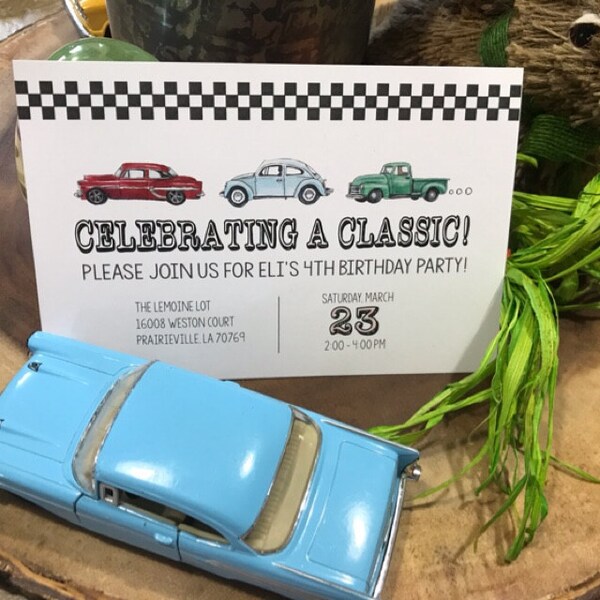 CELEBRATING A CLASSIC!
PLEASE JOIN US FOR ELI'S 4TH BIRTHDAY PARTY!
THE LEMOINE LOT
16008 WESTON COURT
PRAIRIEVILLE, LA 70769
SATURDAY, MARCH
23
2:00 - 4:00 PM